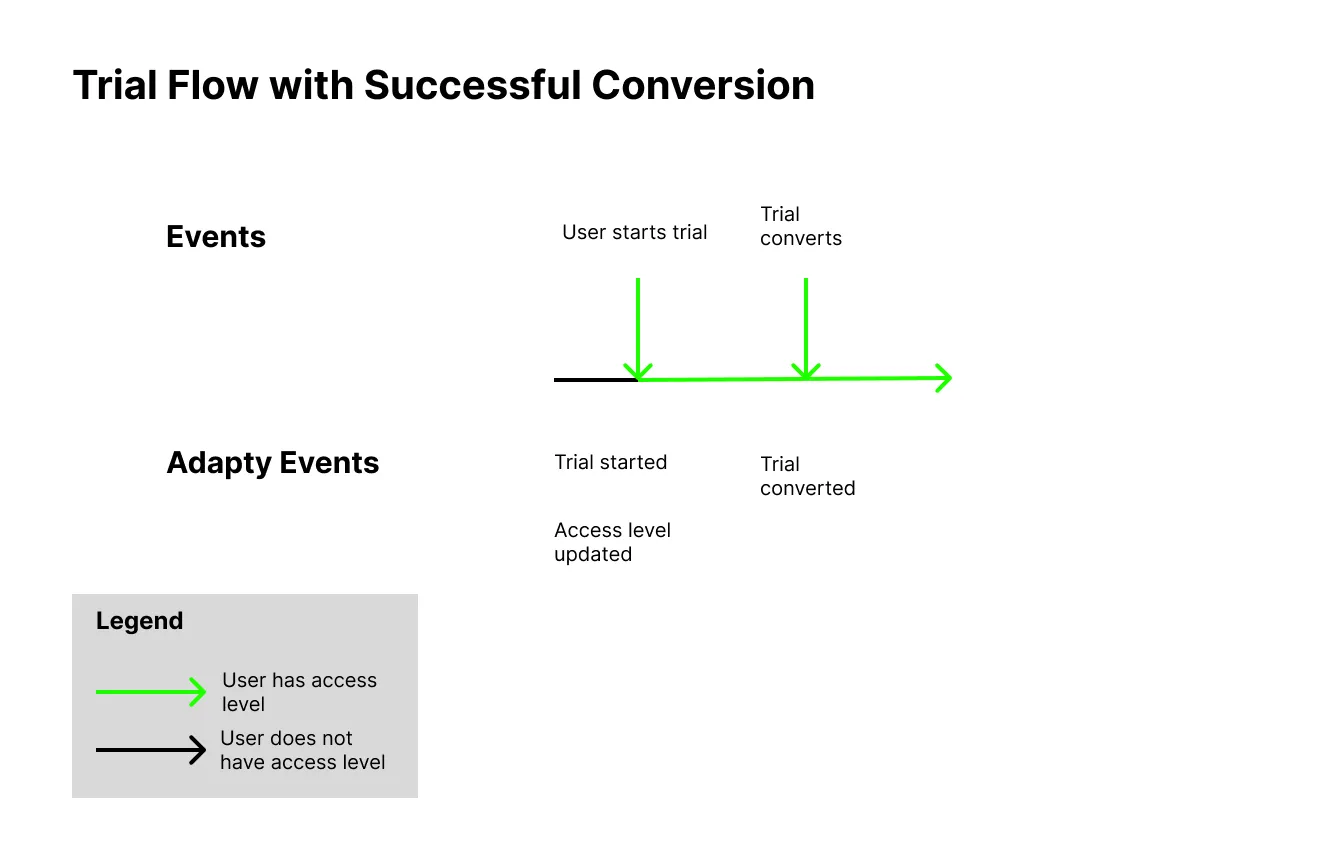 Trial Flow with Successful Conversion
Events
User starts trial
Trial
converts
Adapty Events
Trial started
Trial
converted
Access level
updated
Legend
User has access
level
User does not
have access level